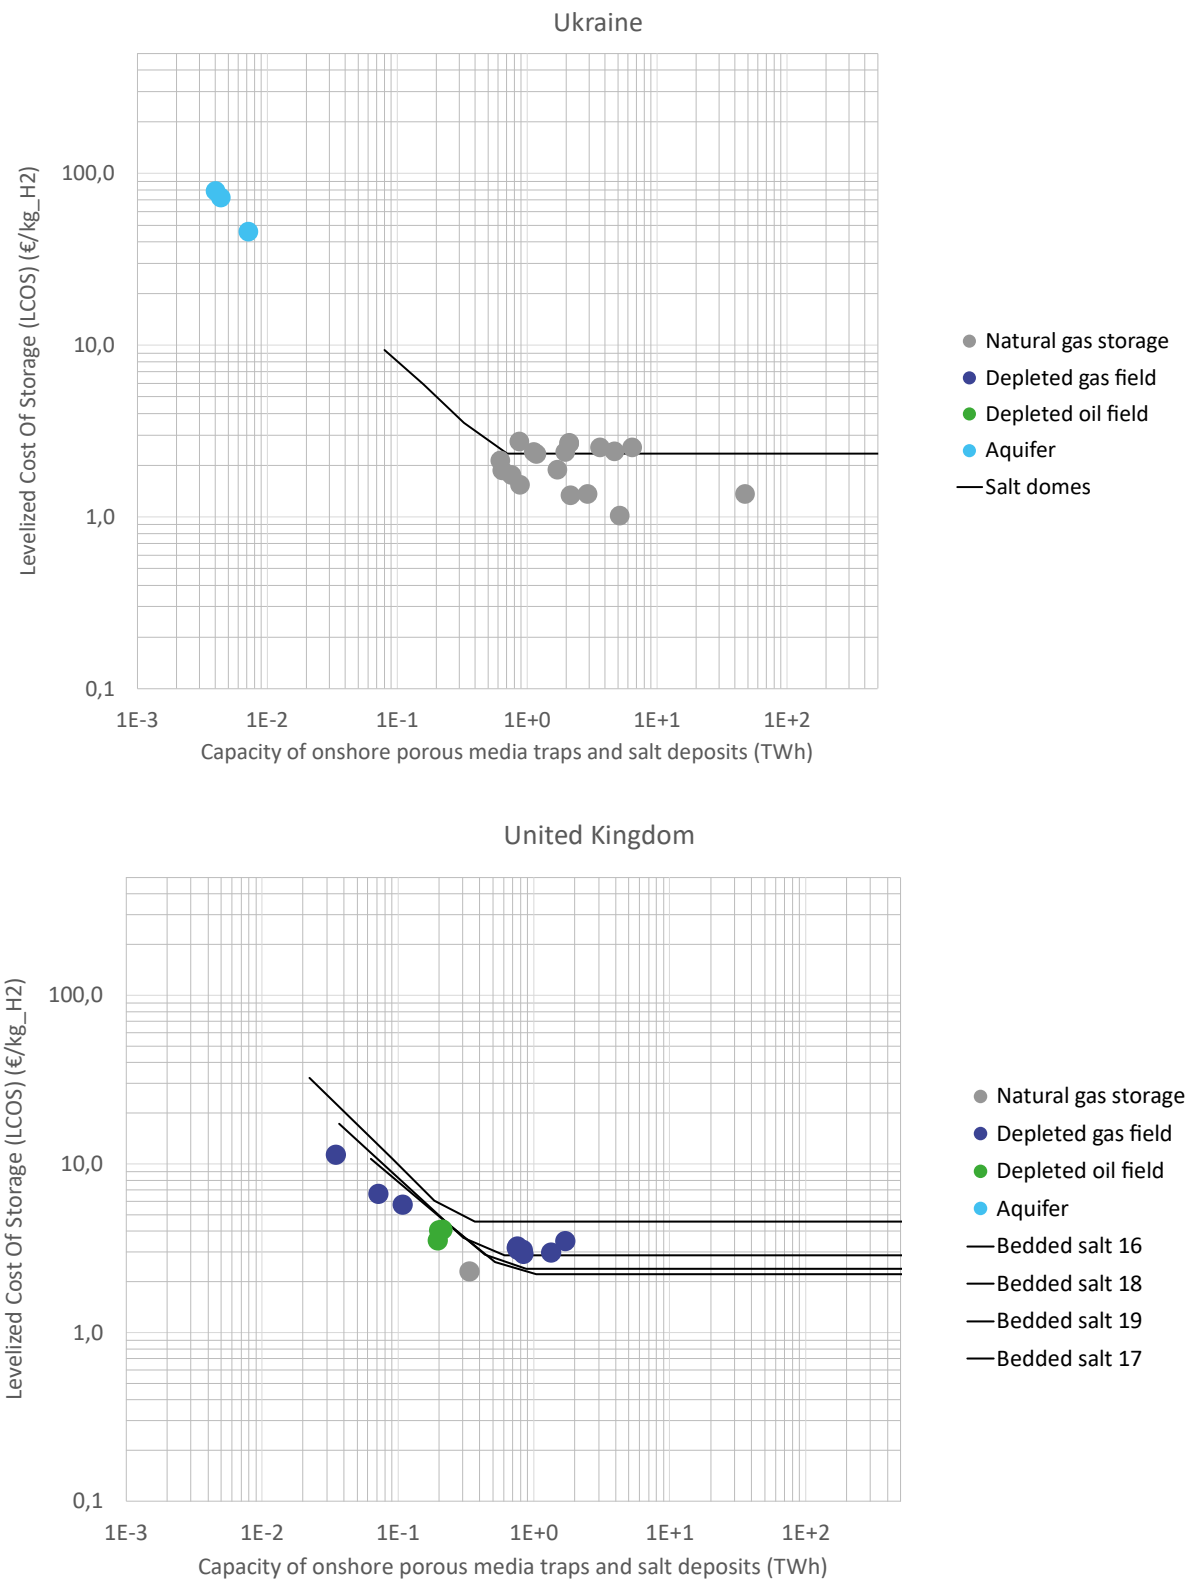 Ukraine
Levelized Cost Of Storage (LCOS) (€/kg_H2)
100,0
10,0
1,0
0,1
1E-3
1E-2
1E-1
1E+0
1E+1
1E+2
Capacity of onshore porous media traps and salt deposits (TWh)
Natural gas storage
Depleted gas field
Depleted oil field
Aquifer
Salt domes
United Kingdom
Levelized Cost Of Storage (LCOS) (€/kg_H2)
100,0
10,0
1,0
0,1
1E-3
1E-2
1E-1
1E+0
1E+1
1E+2
Capacity of onshore porous media traps and salt deposits (TWh)
Natural gas storage
Depleted gas field
Depleted oil field
Aquifer
Bedded salt 16
Bedded salt 18
Bedded salt 19
Bedded salt 17